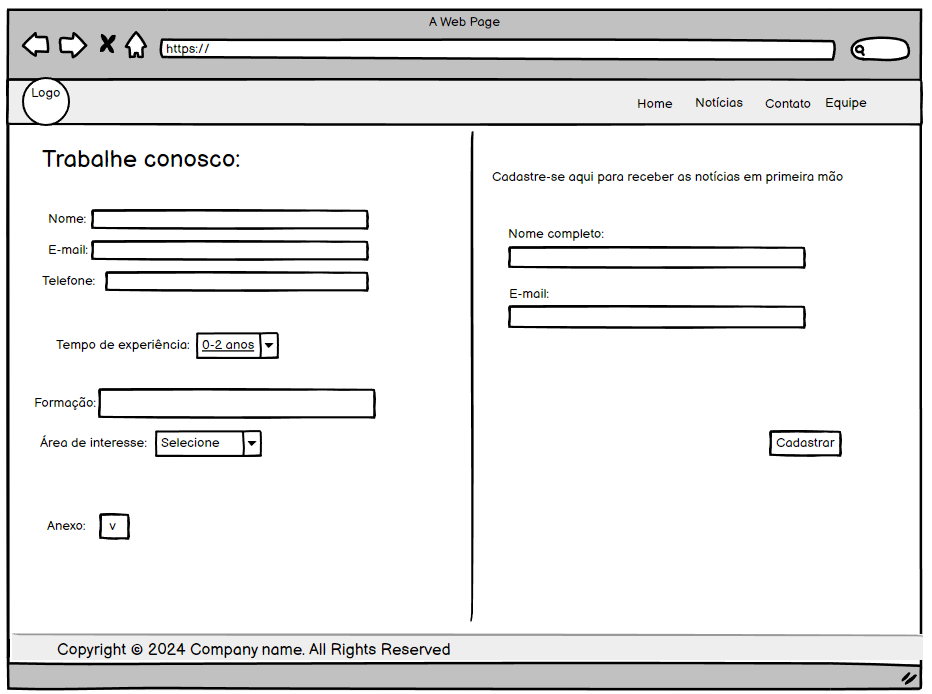 A Web Page
https://
Logo
Home Notícias Contato Equipe
Trabalhe conosco:
Nome:
E-mail:
Telefone:
Tempo de experiência: 0-2 anos
Formação:
Área de interesse: Selecione
Anexo: v
Cadastre-se aqui para receber as notícias em primeira mão
Nome completo:
E-mail:
Cadastrar
Copyright © 2024 Company name. All Rights Reserved